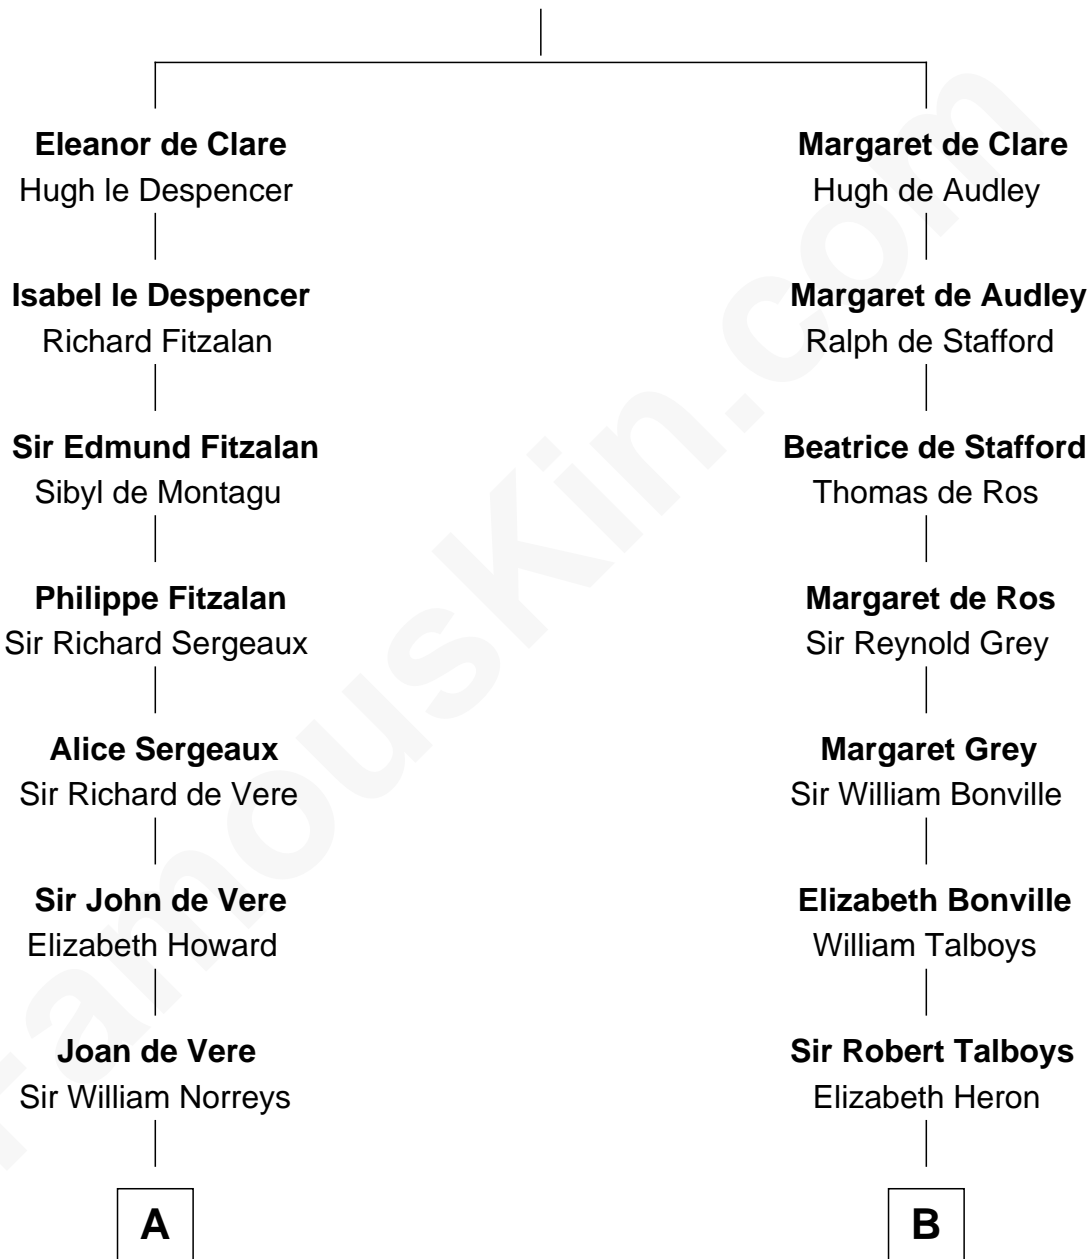 Eleanor de Clare
Hugh le Despencer
Margaret de Clare
Hugh de Audley
Isabel le Despencer
Richard Fitzalan
Margaret de Audley
Ralph de Stafford
Sir Edmund Fitzalan
Sibyl de Montagu
Beatrice de Stafford
Thomas de Ros
Philippe Fitzalan
Sir Richard Sergeaux
Margaret de Ros
Sir Reynold Grey
Alice Sergeaux
Sir Richard de Vere
Margaret Grey
Sir William Bonville
Sir John de Vere
Elizabeth Howard
Elizabeth Bonville
William Talboys
Joan de Vere
Sir William Norreys
Sir Robert Talboys
Elizabeth Heron
A
B
FamousKin.com